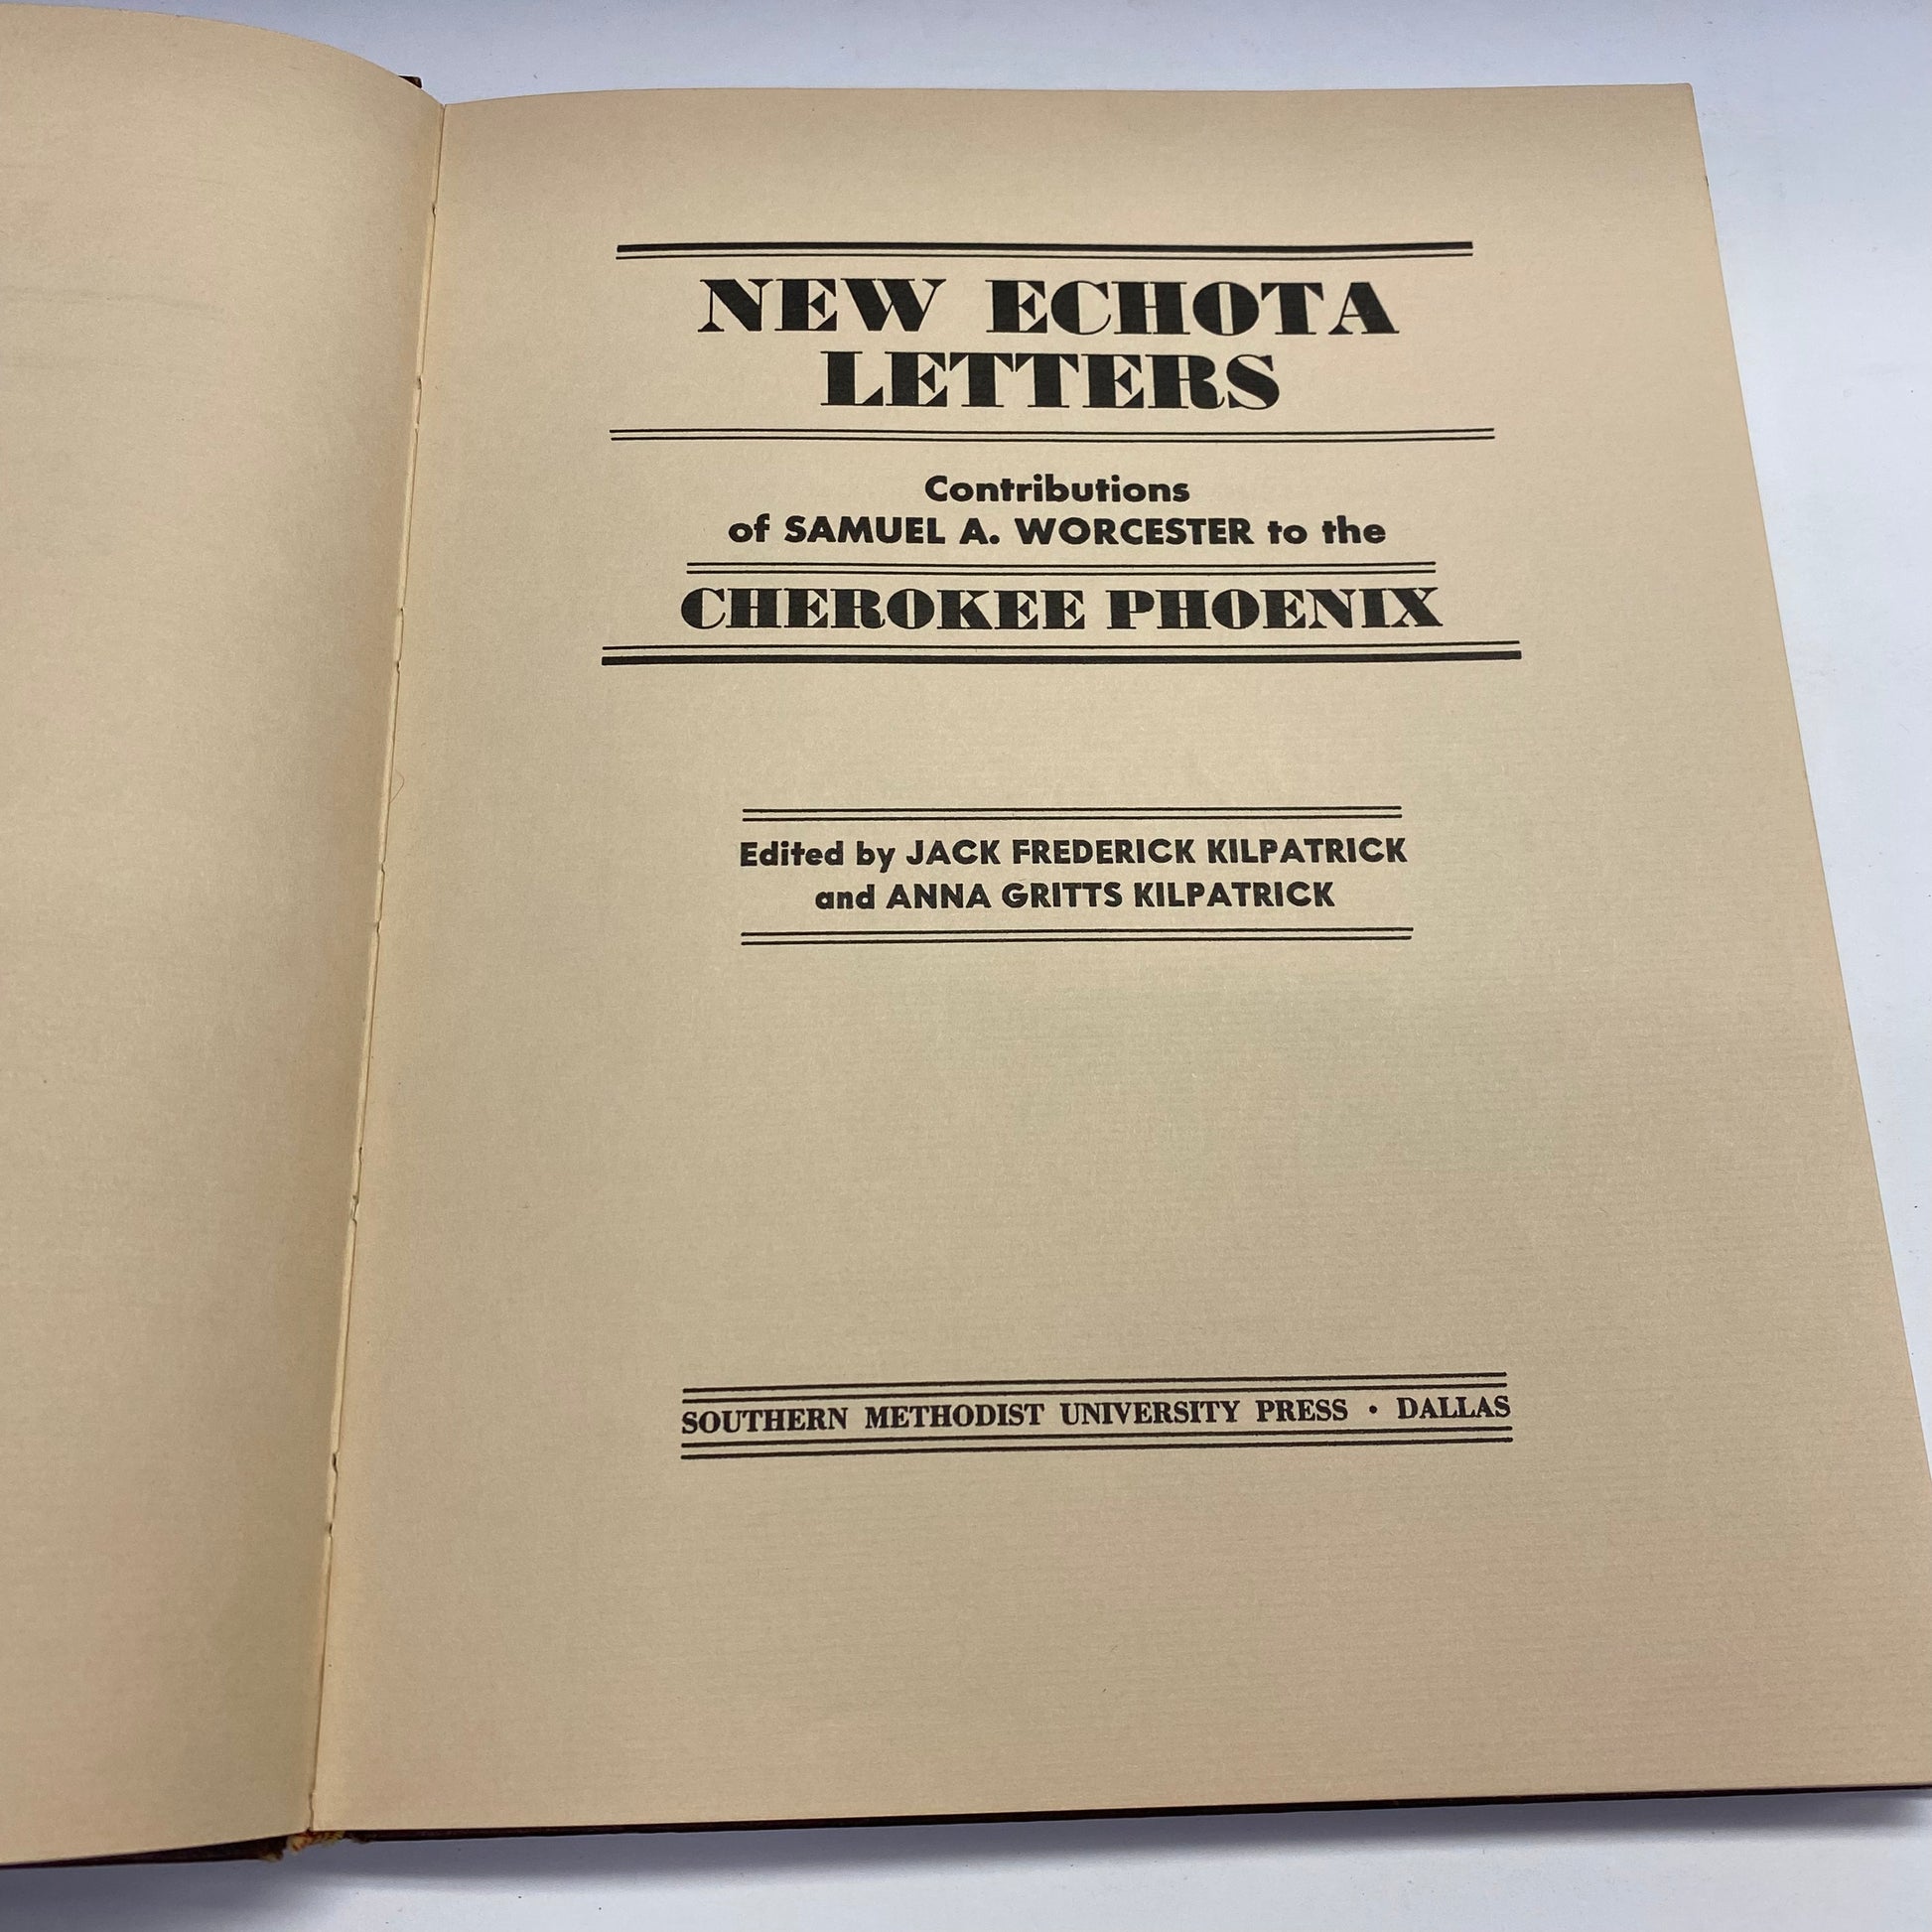 NEW ECHOTA
LETTERS
Contributions
of SAMUEL A. WORCESTER to the
CHEROKEE PHOENIX
Edited by JACK FREDERICK KILPATRICK
and ANNA GRITTS KILPATRICK
SOUTHERN METHODIST UNIVERSITY PRESS • DALLAS